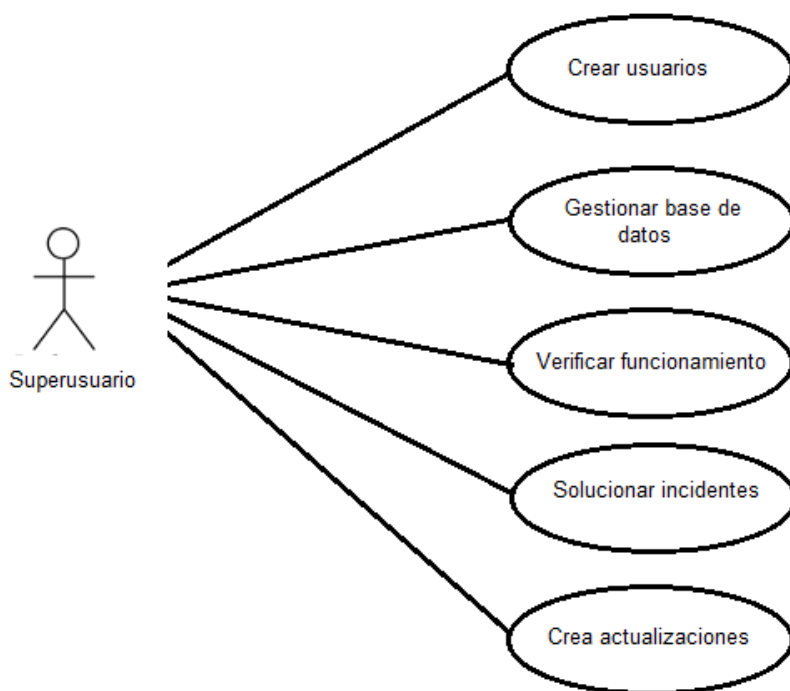 Crear usuarios
Gestionar base de
datos
Verificar funcionamiento
Superusuario
Solucionar incidentes
Crea actualizaciones